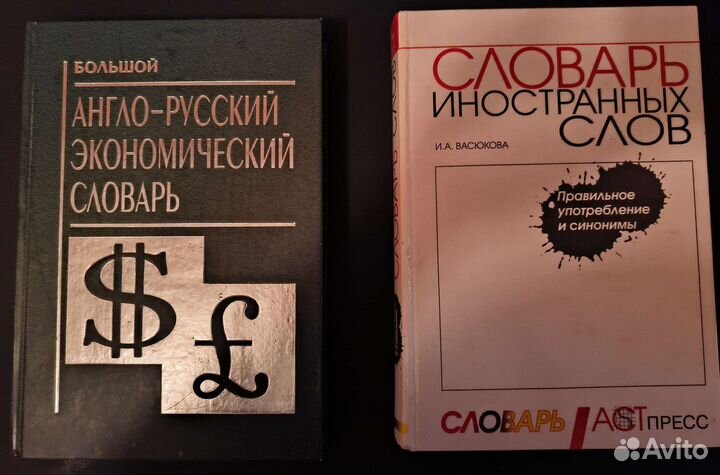 БОЛЬШОЙ
АНГЛО-РУССКИЙ
ЭКОНОМИЧЕСКИЙ
СЛОВАРЬ
$
£
СЛОВАРЬ
ИНОСТРАННЫХ
СЛОВ
И.А. ВАСЮКОВА
Правильное
употребление
и синонимы
СЛОВАРЬ / АСТ ПРЕСС
Avito